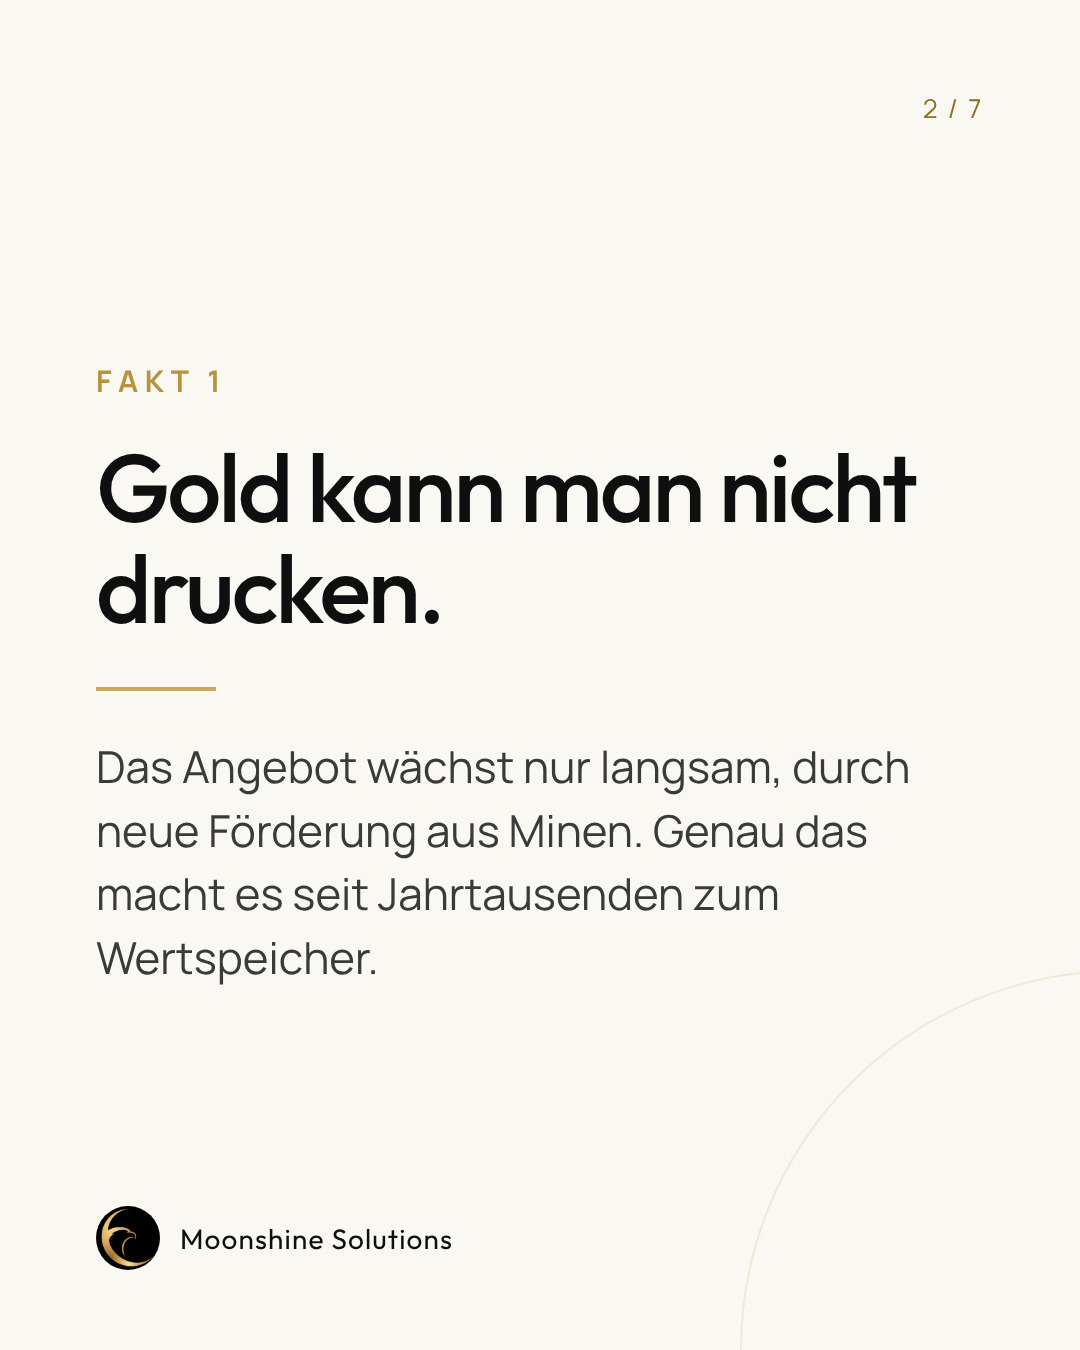 2 / 7
FAKT 1
Gold kann man nicht
drucken.
Das Angebot wächst nur langsam, durch
neue Förderung aus Minen. Genau das
macht es seit Jahrtausenden zum
Wertspeicher.
Moonshine Solutions